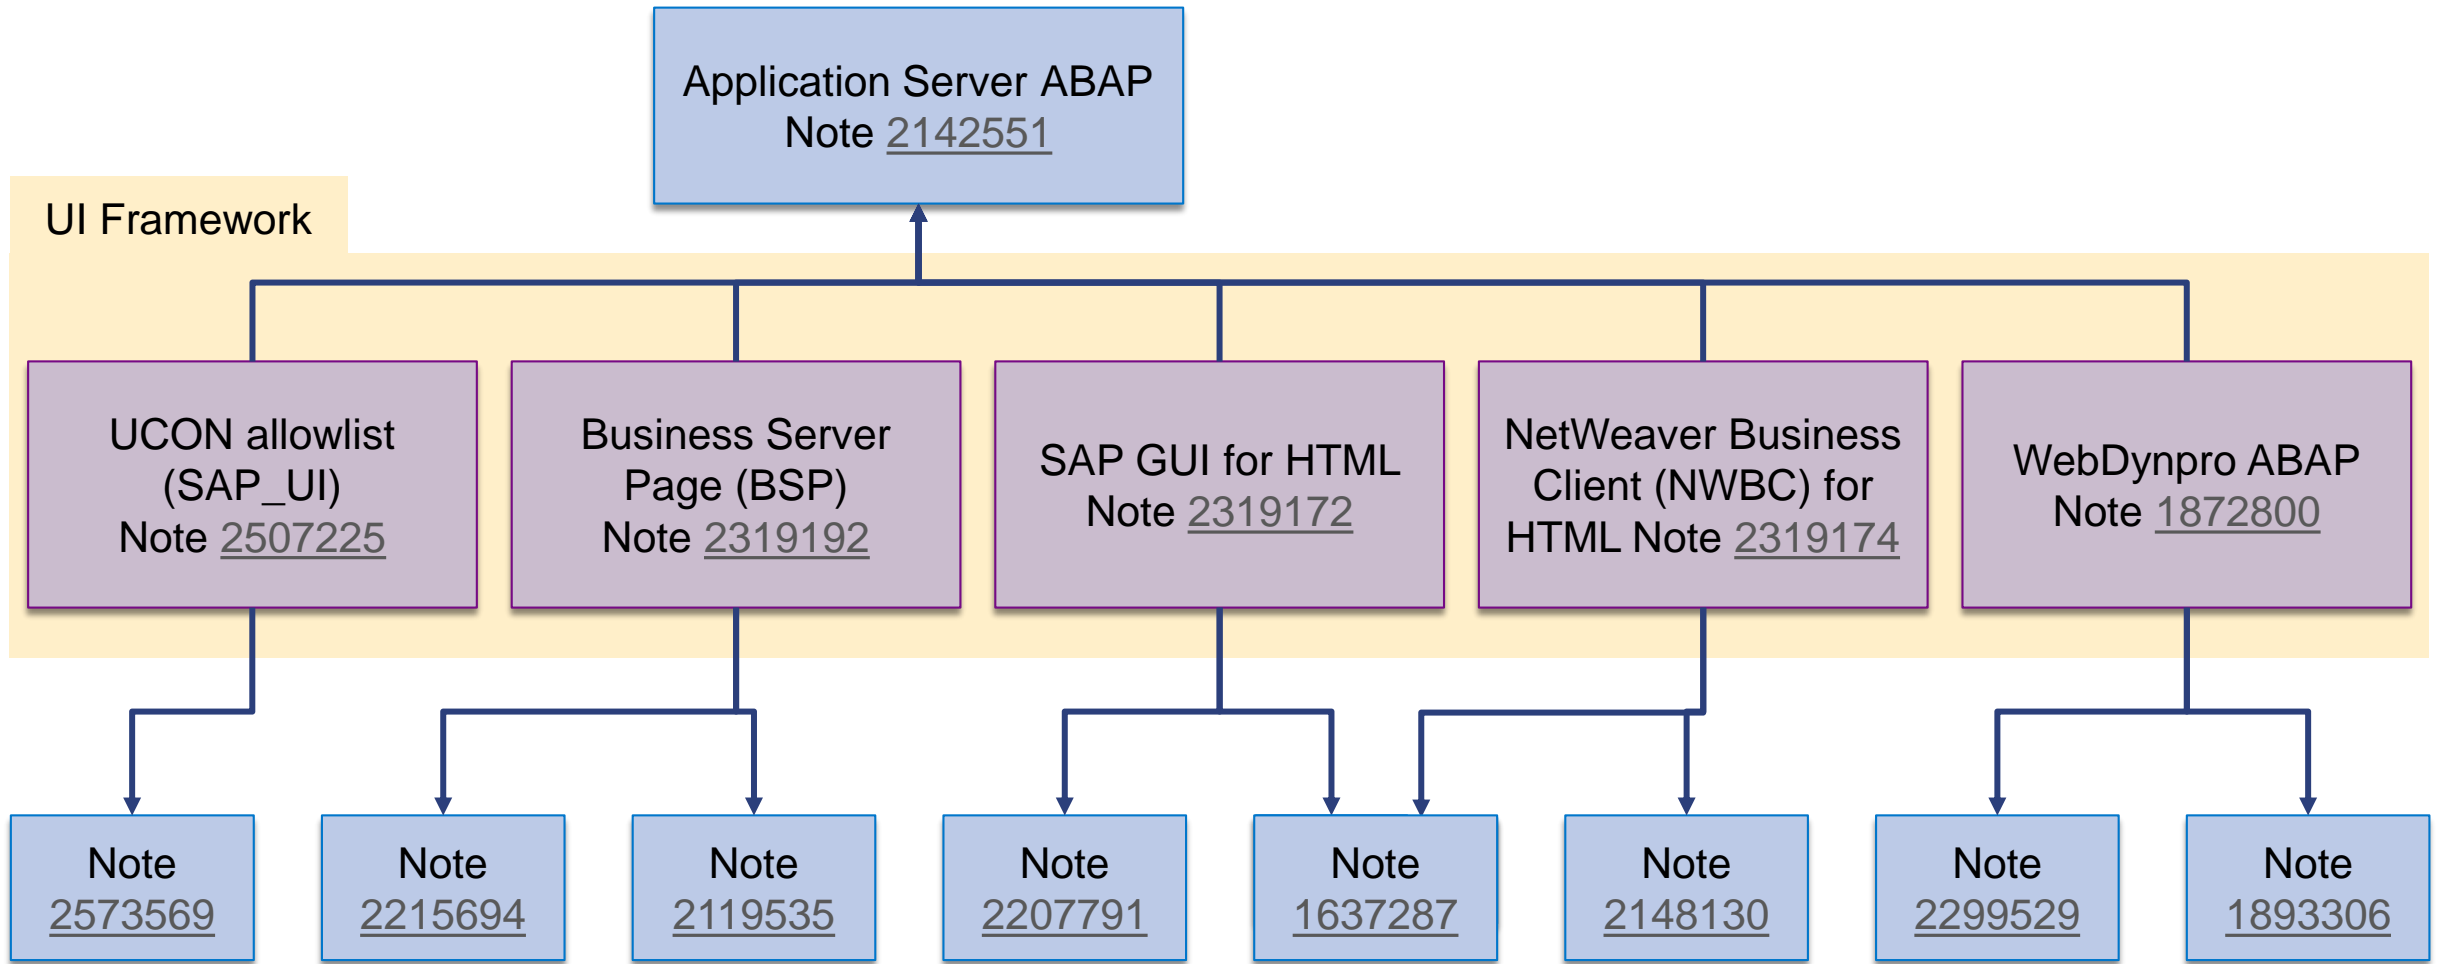 Application Server ABAP
Note 2142551
UI Framework
UCON allowlist
(SAP_UI)
Note 2507225
Business Server
Page (BSP)
Note 2319192
SAP GUI for HTML
Note 2319172
NetWeaver Business
Client (NWBC) for
HTML Note 2319174
WebDynpro ABAP
Note 1872800
Note
2573569
Note
2215694
Note
2119535
Note
2207791
Note
1637287
Note
2148130
Note
2299529
Note
1893306